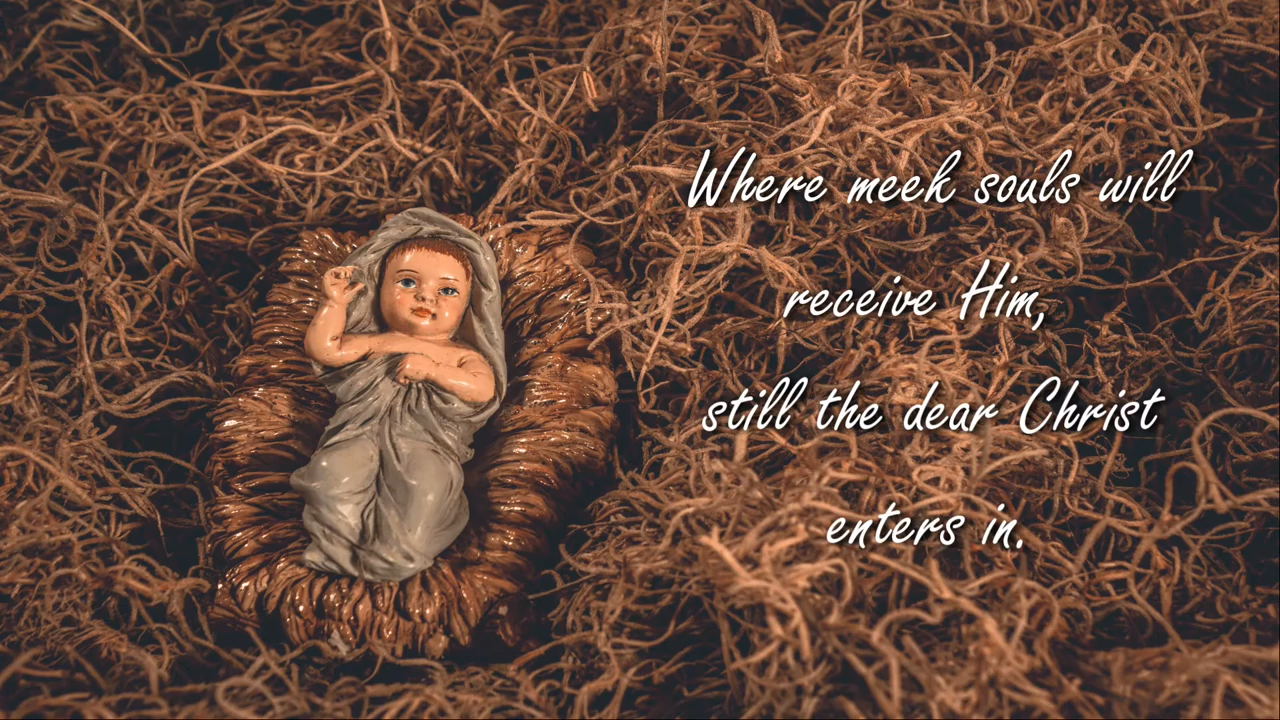 Where meek souls will
receive Him,
still the dear Christ
enters in.